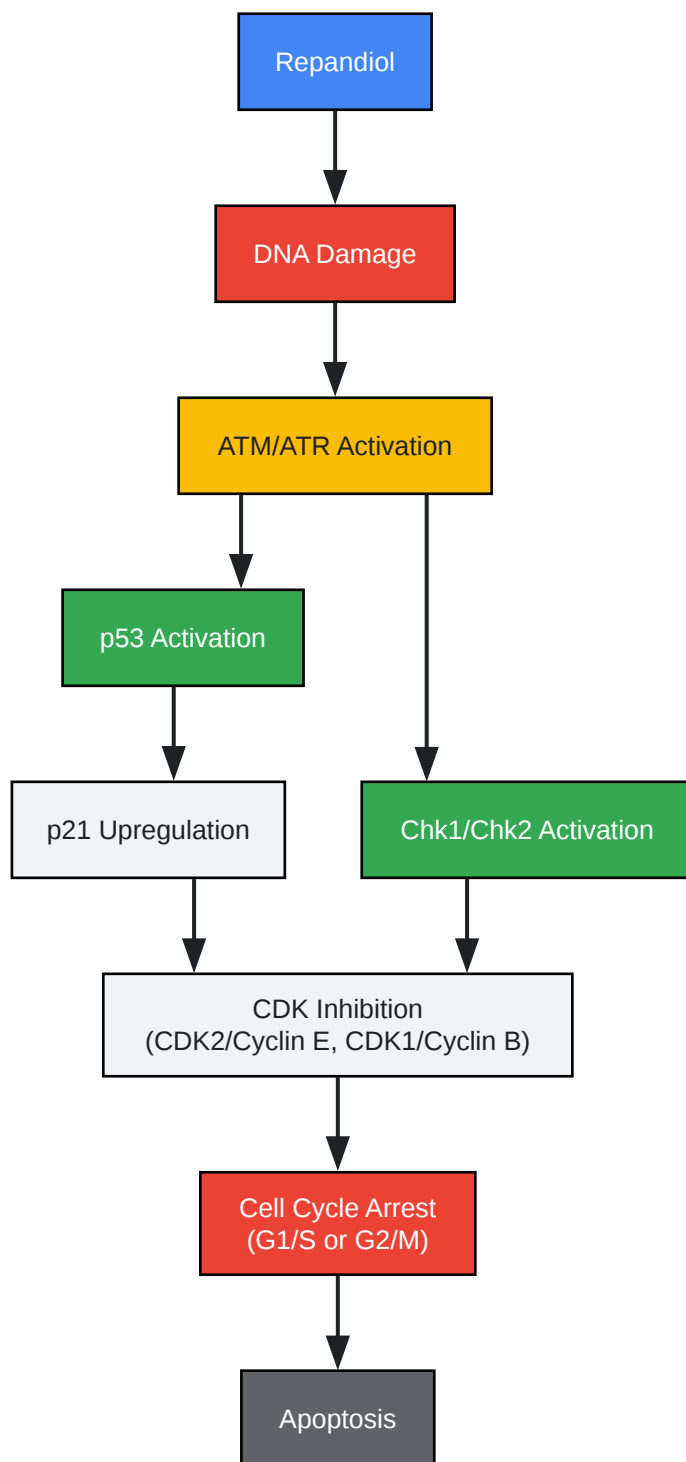 Repandiol
DNA Damage
ATM/ATR Activation
p53 Activation
p21 Upregulation
Chk1/Chk2 Activation
CDK Inhibition
(CDK2/Cyclin E, CDK1/Cyclin B)
Cell Cycle Arrest
(G1/S or G2/M)
Apoptosis